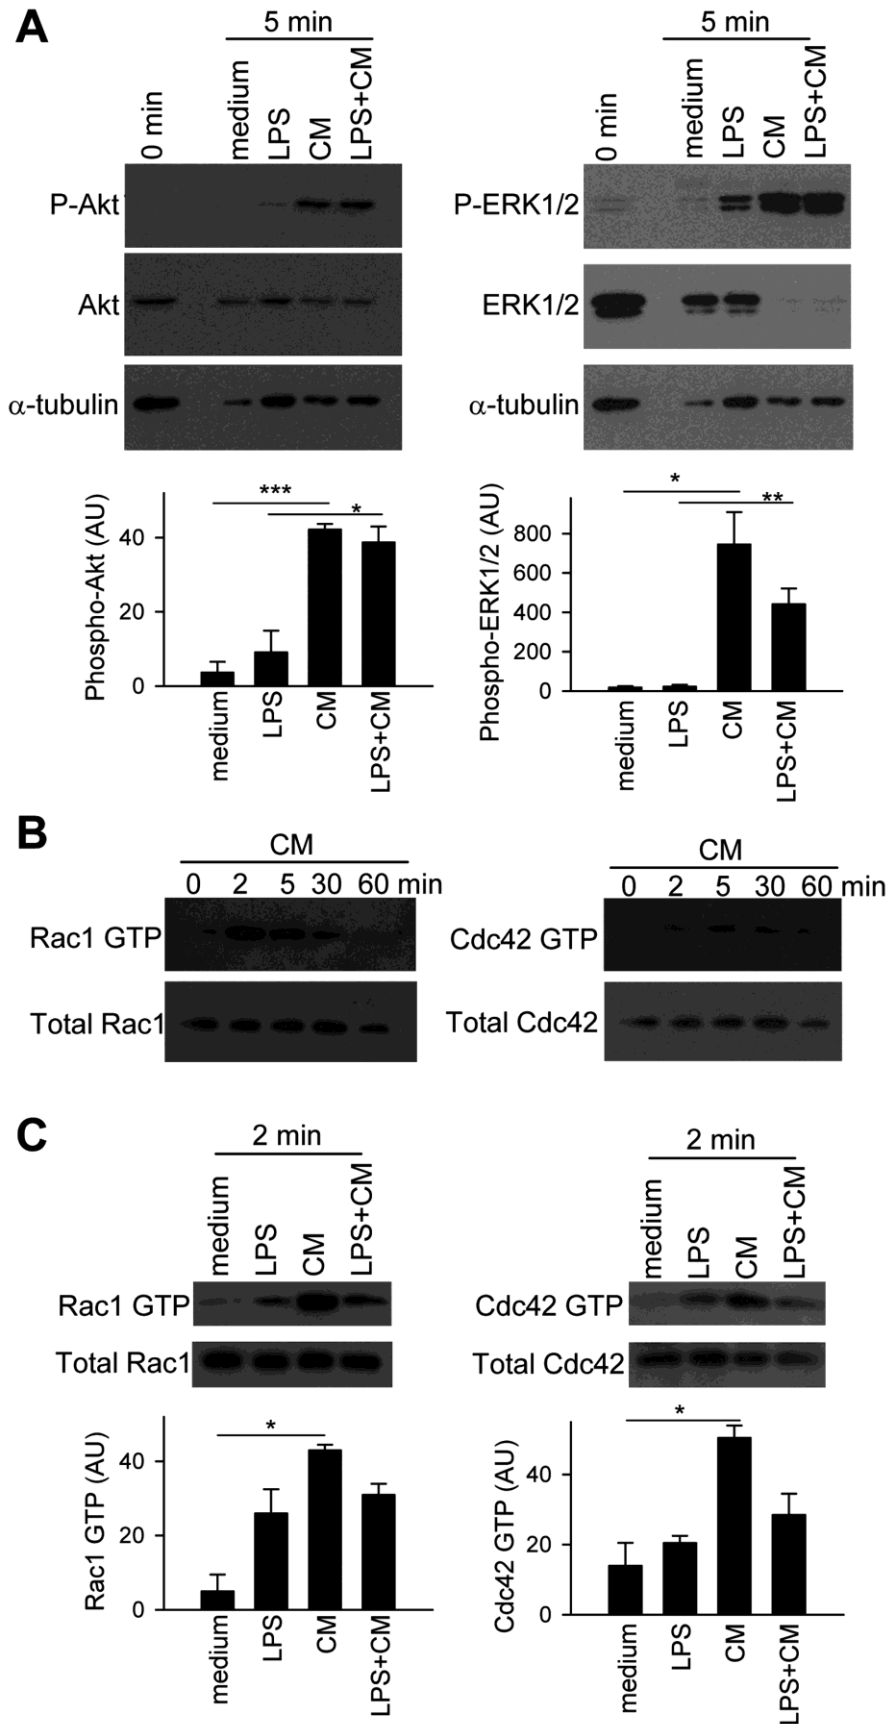 A
5 min
0 min
medium
LPS
CM
LPS+CM
P-Akt
Akt
α-tubulin
5 min
0 min
medium
LPS
CM
LPS+CM
P-ERK1/2
ERK1/2
α-tubulin
Phospho-Akt (AU)
***
*
40
20
0
medium
LPS
CM
LPS+CM
Phospho-ERK1/2 (AU)
*
**
800
600
400
200
0
medium
LPS
CM
LPS+CM
B
CM
0 2 5 30 60 min
Rac1 GTP
Total Rac1
CM
0 2 5 30 60 min
Cdc42 GTP
Total Cdc42
C
2 min
medium
LPS
CM
LPS+CM
Rac1 GTP
Total Rac1
2 min
medium
LPS
CM
LPS+CM
Cdc42 GTP
Total Cdc42
Rac1 GTP (AU)
*
40
20
0
medium
LPS
CM
LPS+CM
Cdc42 GTP (AU)
*
40
20
0
medium
LPS
CM
LPS+CM